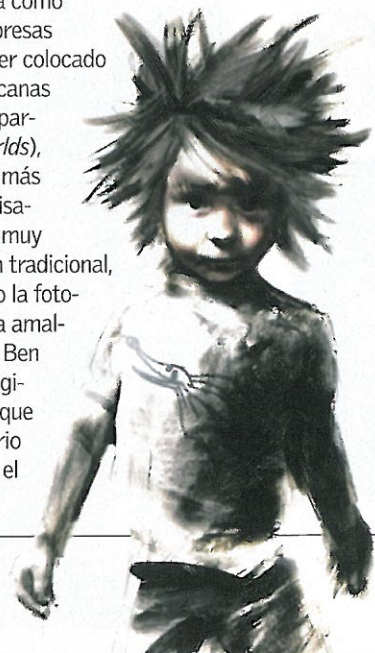 a como
presas
er colocado
canas
par-
rlds),
más
isa-
muy
n tradicional,
o la foto-
a amal-
Ben
gi-
que
rio
el